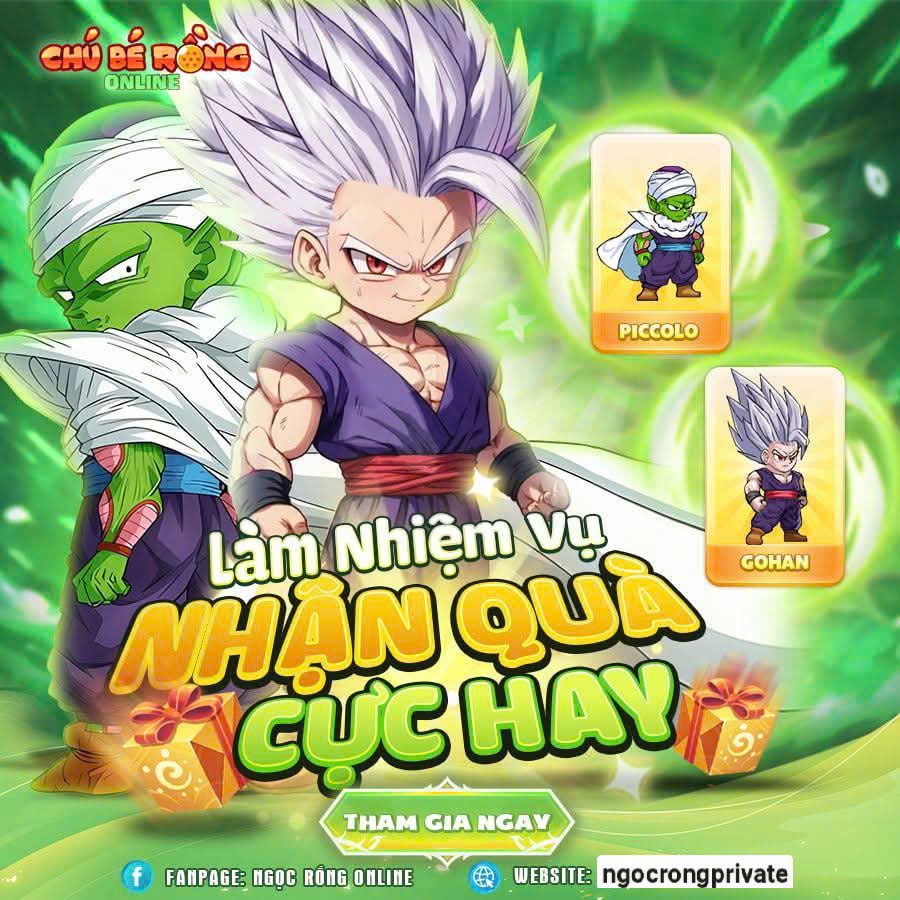 CHÚ BÉ RỒNG
ONLINE
PICCOLO
GOHAN
Làm Nhiệm Vụ
NHẬN QUÀ
CỰC HAY
THAM GIA NGAY
FANPAGE: NGỌC RỒNG ONLINE
WEBSITE: ngocrongprivate